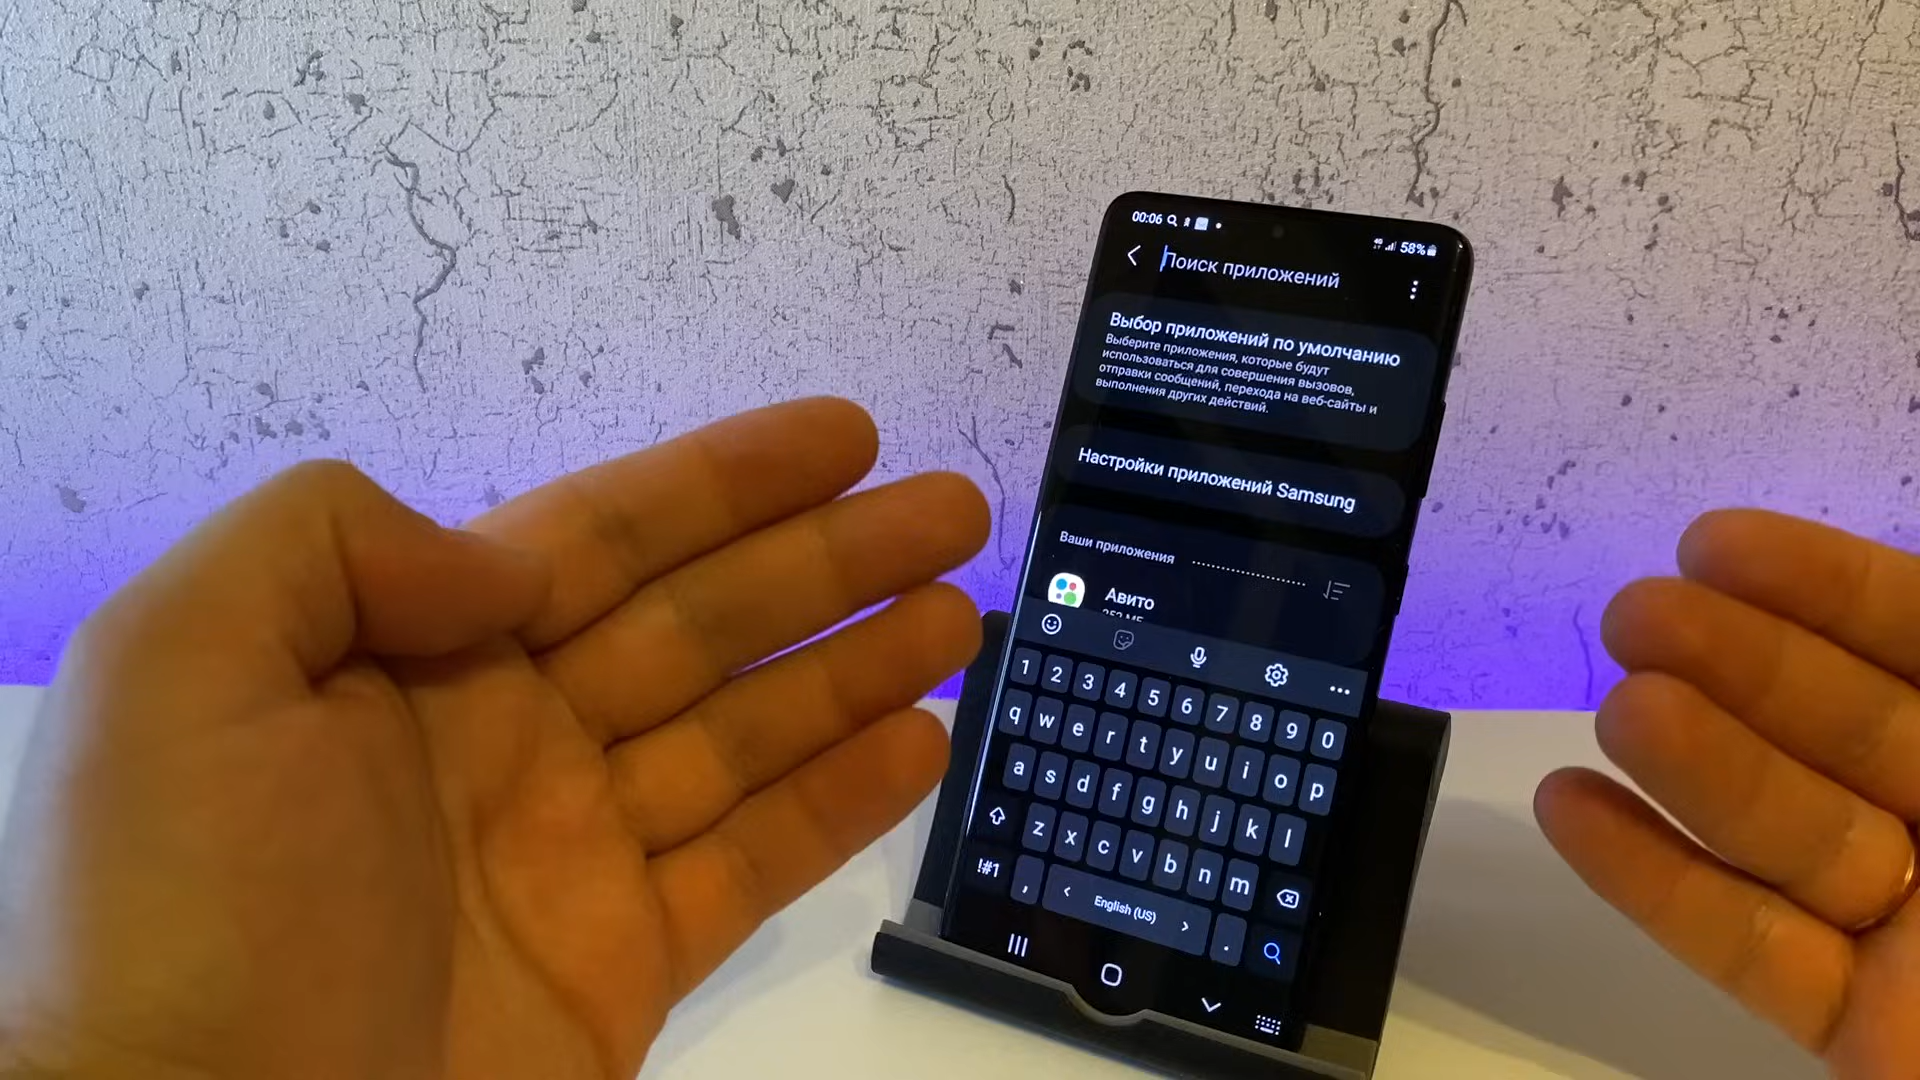 00:06
58%
Поиск приложений
Выбор приложений по умолчанию
Выберите приложения, которые будут
использоваться для совершения вызовов,
отправки сообщений, перехода на веб-сайты и
выполнения других действий.
Настройки приложений Samsung
Ваши приложения
Авито
1 2 3 4 5 6 7 8 9 0
q w e r t y u i o p
a s d f g h j k l
z x c v b n m
!#1 , < English (US) > .